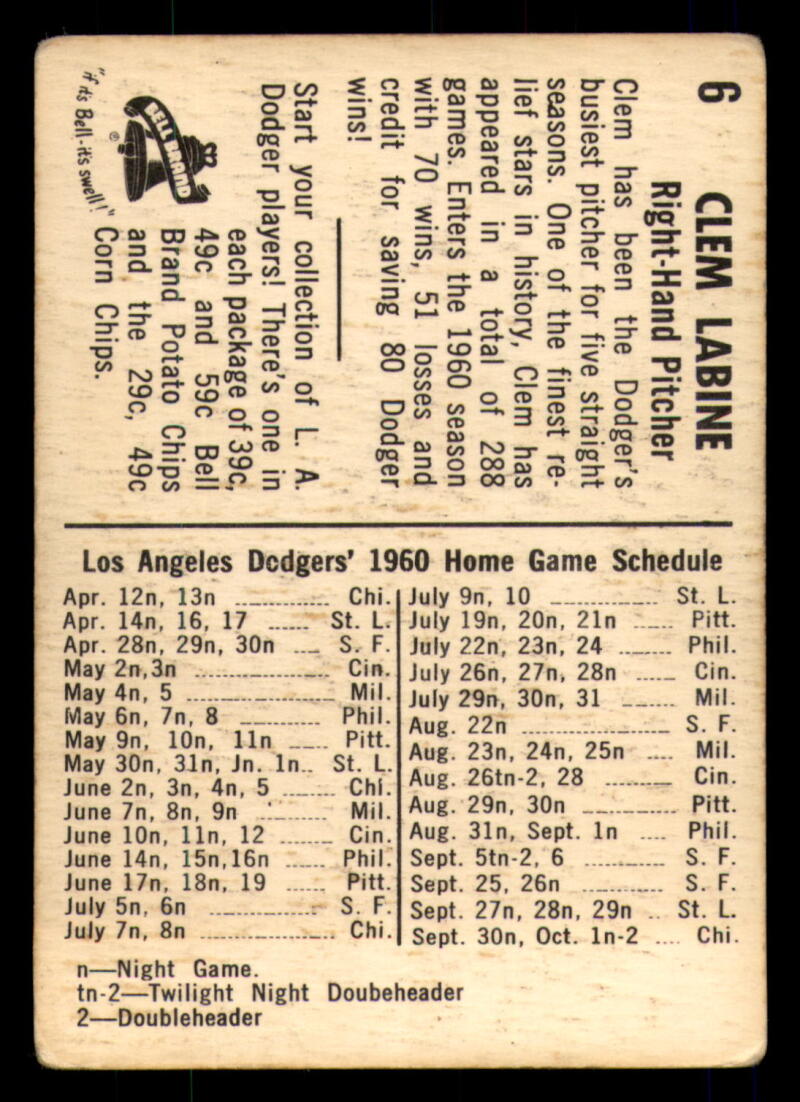 6
CLEM LABINE
Right-Hand Pitcher
Clem has been the Dodger's
busiest pitcher for five straight
seasons. One of the finest re-
lief stars in history, Clem has
appeared in a total of 288
games. Enters the 1960 season
with 70 wins, 51 losses and
credit for saving 80 Dodger
wins!
Start your collection of L. A.
Dodger players! There's one in
each package of 39c,
49c and 59c Bell
Brand Potato Chips
and the 29c, 49c
Corn Chips.
BELL BRAND
®
"if it's Bell-it's swell!"
Los Angeles Dodgers' 1960 Home Game Schedule
Apr. 12n, 13n ............ Chi.
Apr. 14n, 16, 17 ...... St. L.
Apr. 28n, 29n, 30n .... S. F.
May 2n,3n ................. Cin.
May 4n, 5 .................. Mil.
May 6n, 7n, 8 .......... Phil.
May 9n, 10n, 11n ..... Pitt.
May 30n, 31n, Jn. 1n.. St. L.
June 2n, 3n, 4n, 5 ....... Chi.
June 7n, 8n, 9n ......... Mil.
June 10n, 11n, 12 ....... Cin.
June 14n, 15n,16n ...... Phil.
June 17n, 18n, 19 ...... Pitt.
July 5n, 6n .............. S. F.
July 7n, 8n ................. Chi.
July 9n, 10 .............. St. L.
July 19n, 20n, 21n ..... Pitt.
July 22n, 23n, 24 ....... Phil.
July 26n, 27n, 28n ..... Cin.
July 29n, 30n, 31 ....... Mil.
Aug. 22n ................... S. F.
Aug. 23n, 24n, 25n .... Mil.
Aug. 26tn-2, 28 ......... Cin.
Aug. 29n, 30n ............ Pitt.
Aug. 31n, Sept. 1n .... Phil.
Sept. 5tn-2, 6 ........... S. F.
Sept. 25, 26n ........... S. F.
Sept. 27n, 28n, 29n .. St. L.
Sept. 30n, Oct. 1n-2 .... Chi.
n—Night Game.
tn-2—Twilight Night Doubeheader
2—Doubleheader